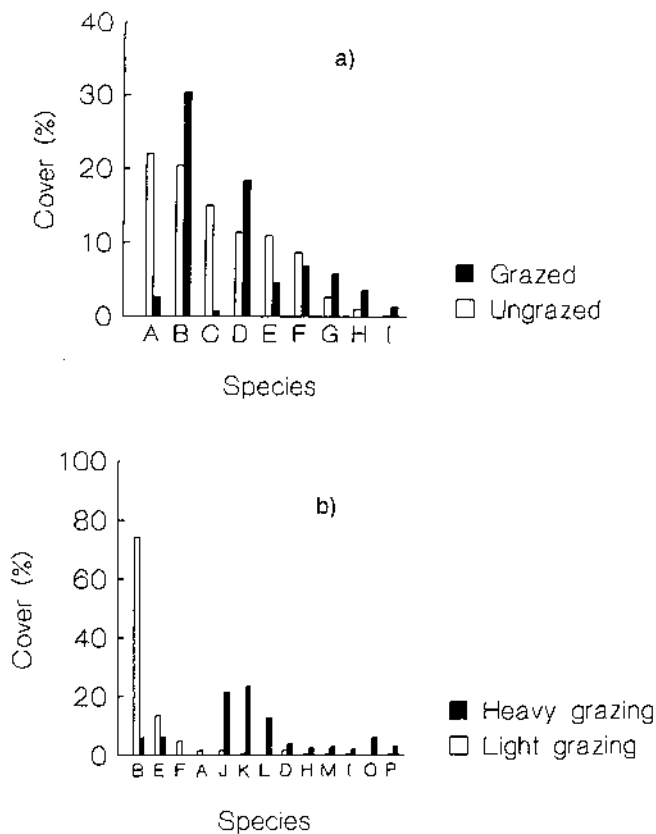 40
a)
30
20
10
0
Cover (%)
A B C D E F G H I
Species
Grazed
Ungrazed
100
b)
80
60
40
20
0
Cover (%)
B E F A J K L D H M I O P
Species
Heavy grazing
Light grazing